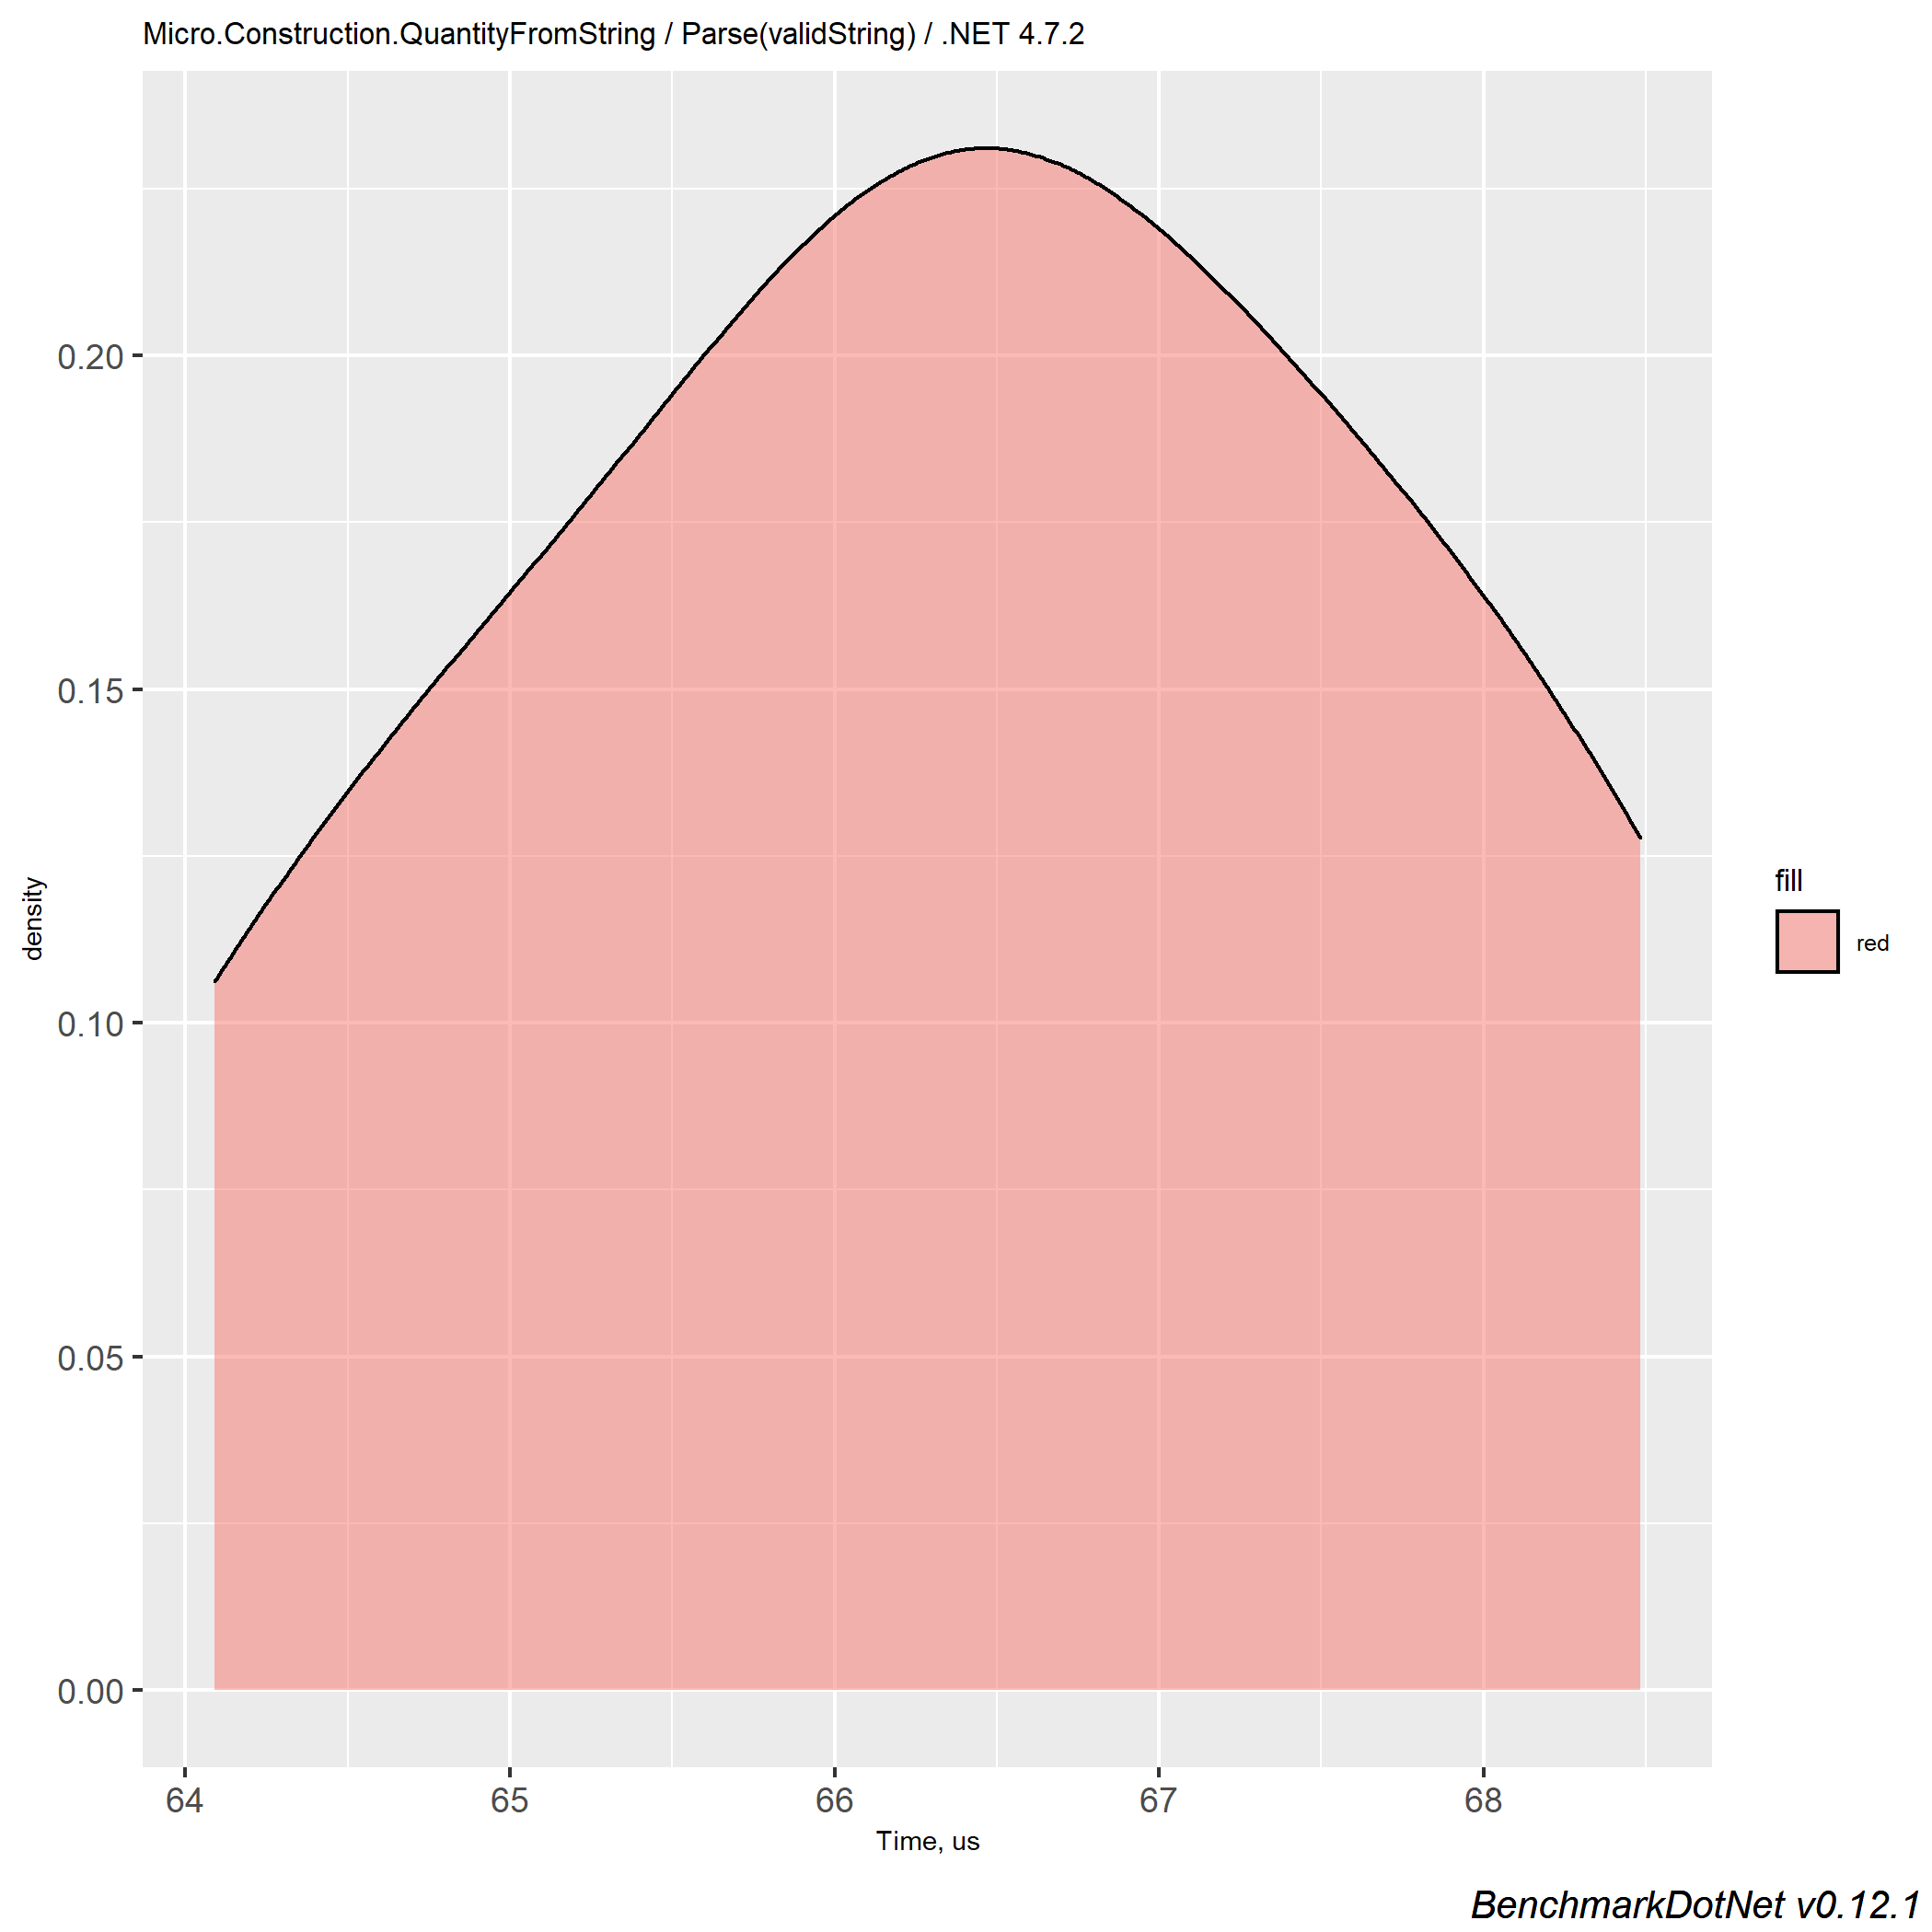 Micro.Construction.QuantityFromString / Parse(validString) / .NET 4.7.2
0.20
0.15
0.10
0.05
0.00
density
64 65 66 67 68
Time, us
fill
red
BenchmarkDotNet v0.12.1